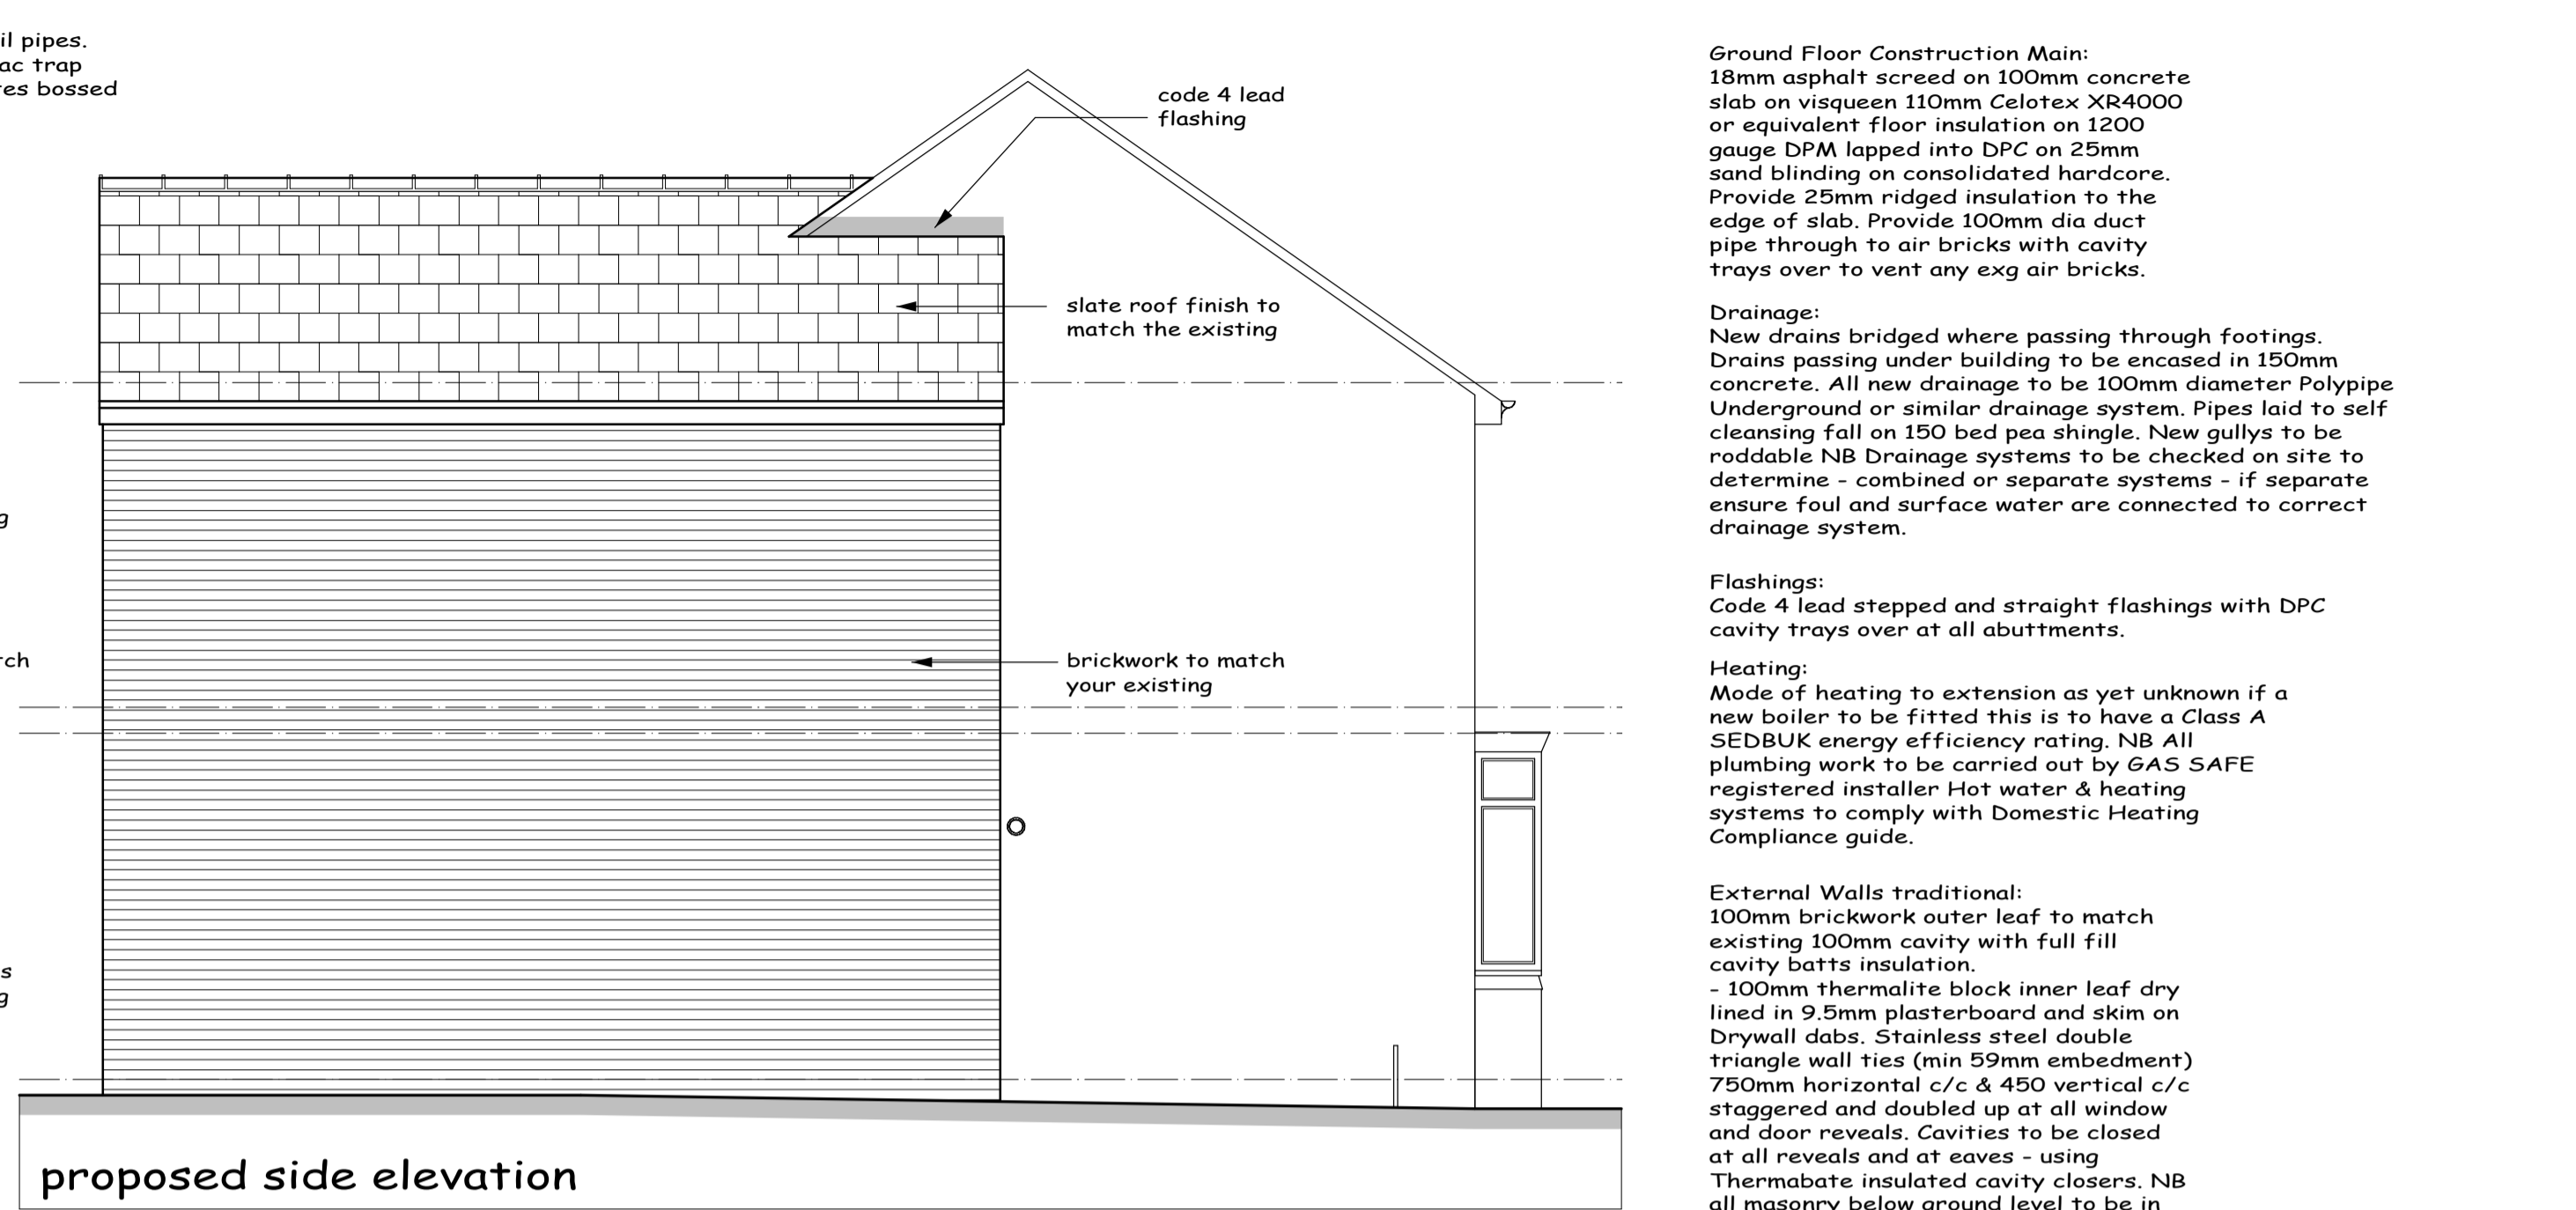 il pipes.
ac trap
es bossed
code 4 lead
flashing
slate roof finish to
match the existing
g
tch
brickwork to match
your existing
s
g
proposed side elevation
Ground Floor Construction Main:
18mm asphalt screed on 100mm concrete
slab on visqueen 110mm Celotex XR4000
or equivalent floor insulation on 1200
gauge DPM lapped into DPC on 25mm
sand blinding on consolidated hardcore.
Provide 25mm ridged insulation to the
edge of slab. Provide 100mm dia duct
pipe through to air bricks with cavity
trays over to vent any exg air bricks.
Drainage:
New drains bridged where passing through footings.
Drains passing under building to be encased in 150mm
concrete. All new drainage to be 100mm diameter Polypipe
Underground or similar drainage system. Pipes laid to self
cleansing fall on 150 bed pea shingle. New gullys to be
roddable NB Drainage systems to be checked on site to
determine - combined or separate systems - if separate
ensure foul and surface water are connected to correct
drainage system.
Flashings:
Code 4 lead stepped and straight flashings with DPC
cavity trays over at all abuttments.
Heating:
Mode of heating to extension as yet unknown if a
new boiler to be fitted this is to have a Class A
SEDBUK energy efficiency rating. NB All
plumbing work to be carried out by GAS SAFE
registered installer Hot water & heating
systems to comply with Domestic Heating
Compliance guide.
External Walls traditional:
100mm brickwork outer leaf to match
existing 100mm cavity with full fill
cavity batts insulation.
- 100mm thermalite block inner leaf dry
lined in 9.5mm plasterboard and skim on
Drywall dabs. Stainless steel double
triangle wall ties (min 59mm embedment)
750mm horizontal c/c & 450 vertical c/c
staggered and doubled up at all window
and door reveals. Cavities to be closed
at all reveals and at eaves - using
Thermabate insulated cavity closers. NB
all masonry below ground level to be in